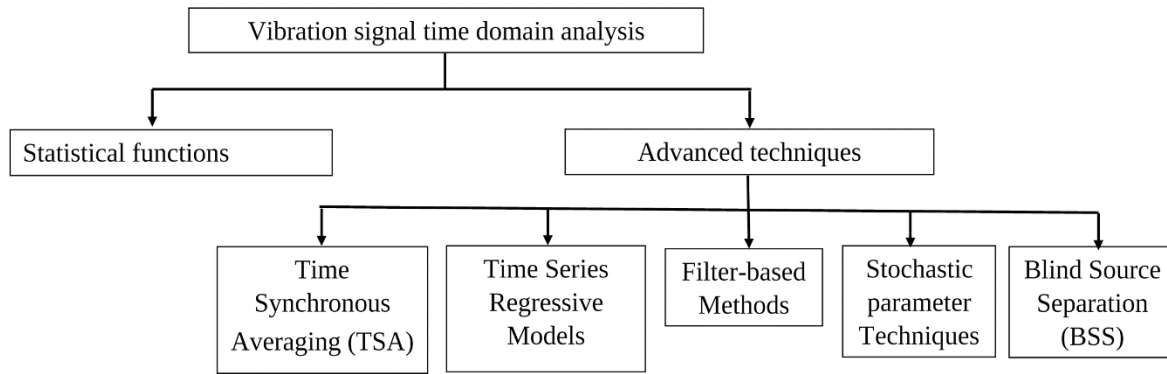 Vibration signal time domain analysis
Statistical functions
Advanced techniques
Time
Synchronous
Averaging (TSA)
Time Series
Regressive
Models
Filter-based
Methods
Stochastic
parameter
Techniques
Blind Source
Separation
(BSS)